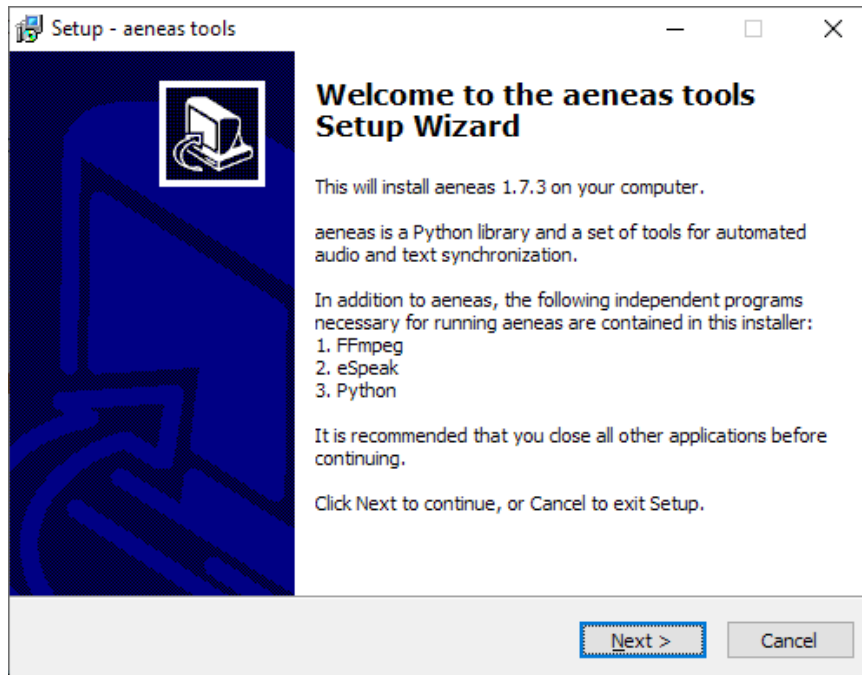 Setup - aeneas tools
Welcome to the aeneas tools
Setup Wizard
This will install aeneas 1.7.3 on your computer.
aeneas is a Python library and a set of tools for automated
audio and text synchronization.
In addition to aeneas, the following independent programs
necessary for running aeneas are contained in this installer:
1. FFmpeg
2. eSpeak
3. Python
It is recommended that you close all other applications before
continuing.
Click Next to continue, or Cancel to exit Setup.
Next >
Cancel